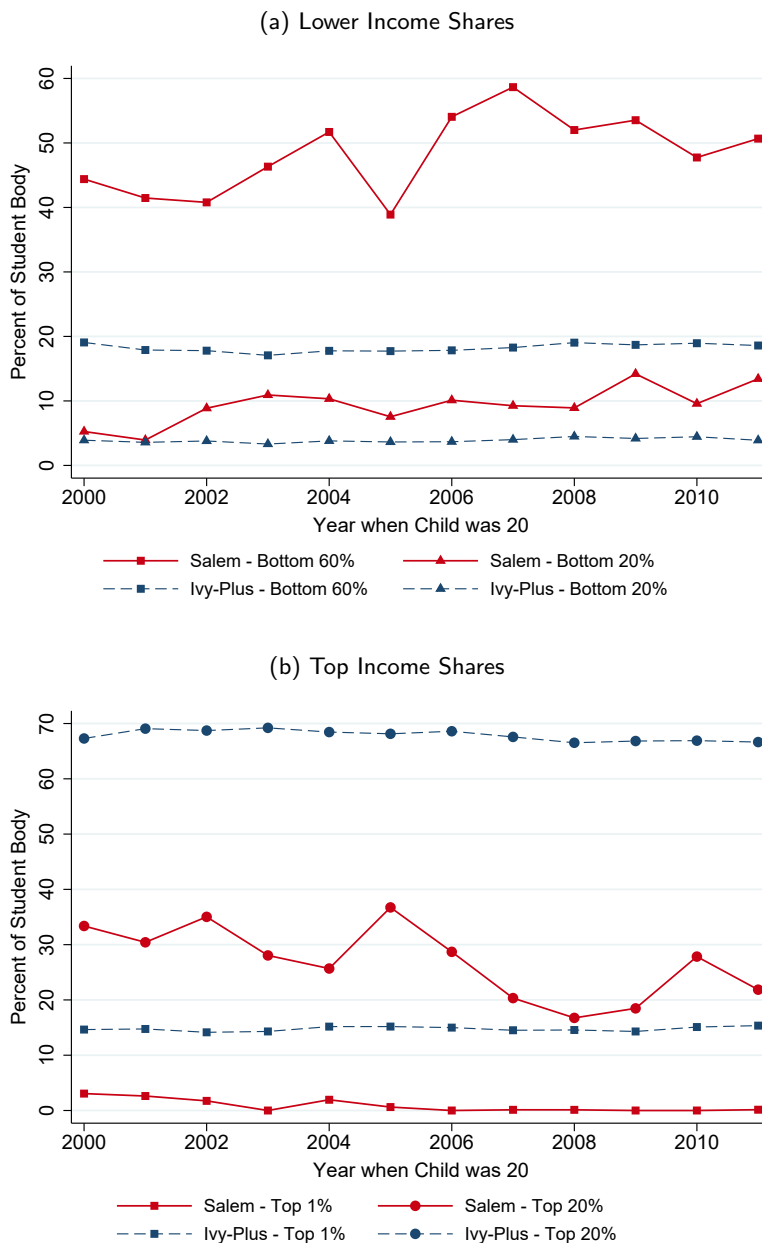 (a) Lower Income Shares
Percent of Student Body
60
50
40
30
20
10
0
2000 2002 2004 2006 2008 2010
Year when Child was 20
Salem - Bottom 60% Salem - Bottom 20%
Ivy-Plus - Bottom 60% Ivy-Plus - Bottom 20%
(b) Top Income Shares
Percent of Student Body
70
60
50
40
30
20
10
0
2000 2002 2004 2006 2008 2010
Year when Child was 20
Salem - Top 1% Salem - Top 20%
Ivy-Plus - Top 1% Ivy-Plus - Top 20%